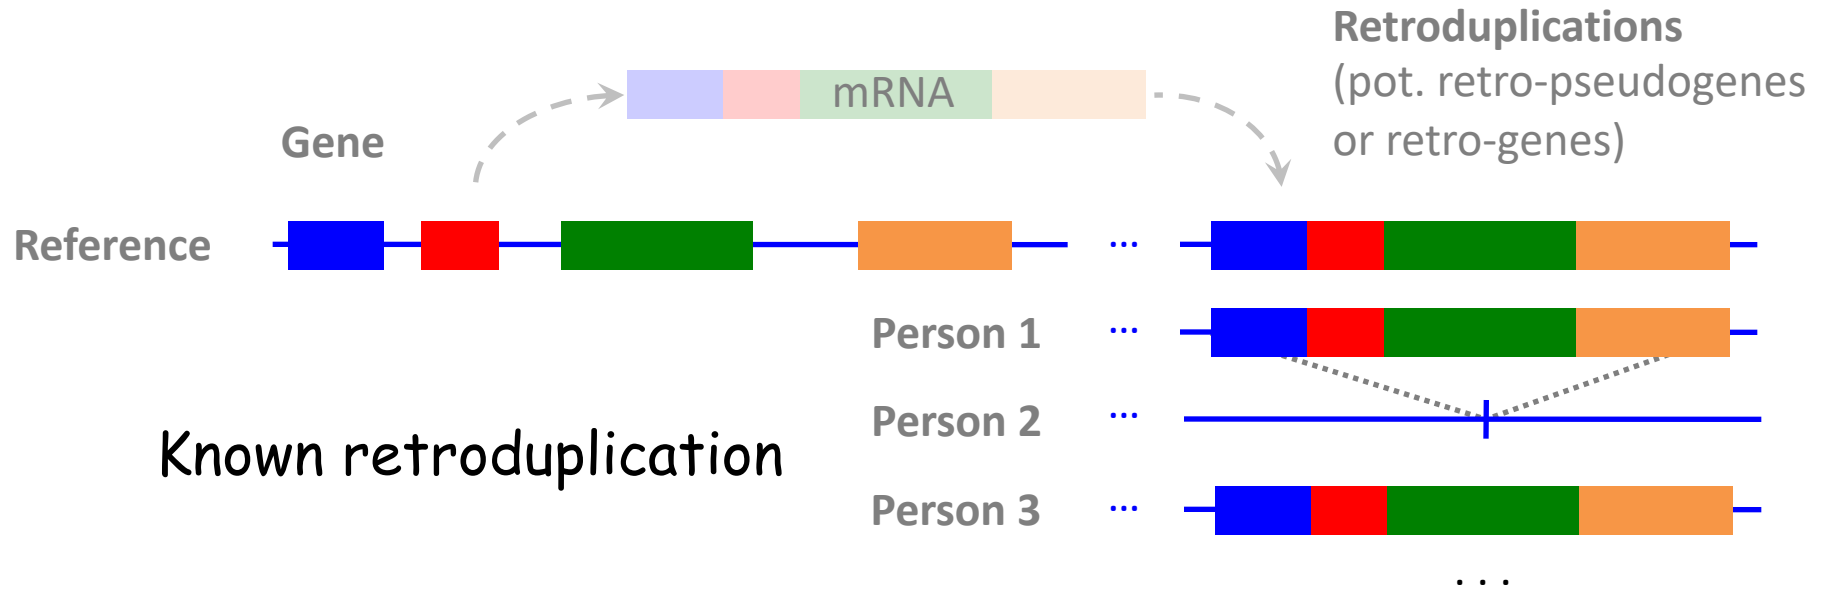 Retroduplications
(pot. retro-pseudogenes
or retro-genes)
mRNA
Gene
Reference
...
Person 1
...
Person 2
...
Known retroduplication
Person 3
...
. . .